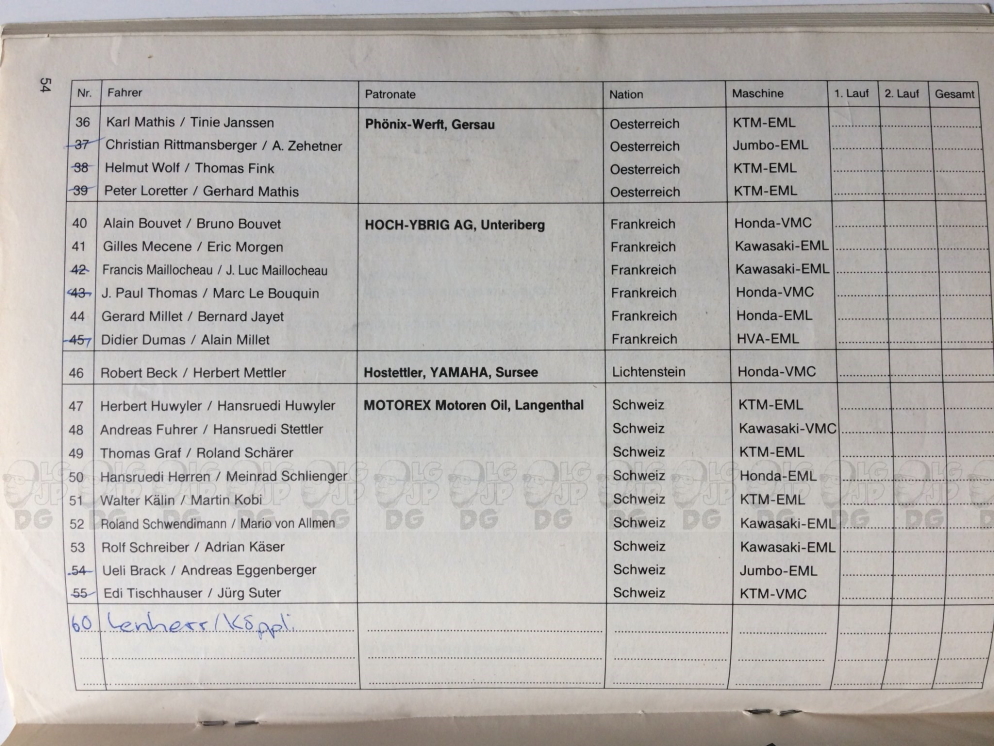 54
Nr. Fahrer Patronate Nation Maschine 1. Lauf 2. Lauf Gesamt
36 Karl Mathis / Tinie Janssen Phönix-Werft, Gersau Oesterreich KTM-EML
37 Christian Rittmansberger / A. Zehetner Oesterreich Jumbo-EML
38 Helmut Wolf / Thomas Fink Oesterreich KTM-EML
39 Peter Loretter / Gerhard Mathis Oesterreich KTM-EML
40 Alain Bouvet / Bruno Bouvet HOCH-YBRIG AG, Unteriberg Frankreich Honda-VMC
41 Gilles Mecene / Eric Morgen Frankreich Kawasaki-EML
42 Francis Maillocheau / J. Luc Maillocheau Frankreich Kawasaki-EML
43 J. Paul Thomas / Marc Le Bouquin Frankreich Honda-VMC
44 Gerard Millet / Bernard Jayet Frankreich Honda-EML
45 Didier Dumas / Alain Millet Frankreich HVA-EML
46 Robert Beck / Herbert Mettler Hostettler, YAMAHA, Sursee Lichtenstein Honda-VMC
47 Herbert Huwyler / Hansruedi Huwyler MOTOREX Motoren Oil, Langenthal Schweiz KTM-EML
48 Andreas Fuhrer / Hansruedi Stettler Schweiz Kawasaki-VMC
49 Thomas Graf / Roland Schärer Schweiz KTM-EML
50 Hansruedi Herren / Meinrad Schlienger Schweiz Honda-EML
51 Walter Kälin / Martin Kobi Schweiz KTM-EML
52 Roland Schwendimann / Mario von Allmen Schweiz Kawasaki-EML
53 Rolf Schreiber / Adrian Käser Schweiz Kawasaki-EML
54 Ueli Brack / Andreas Eggenberger Schweiz Jumbo-EML
55 Edi Tischhauser / Jürg Suter Schweiz KTM-VMC
60 Lenherr/Köppli